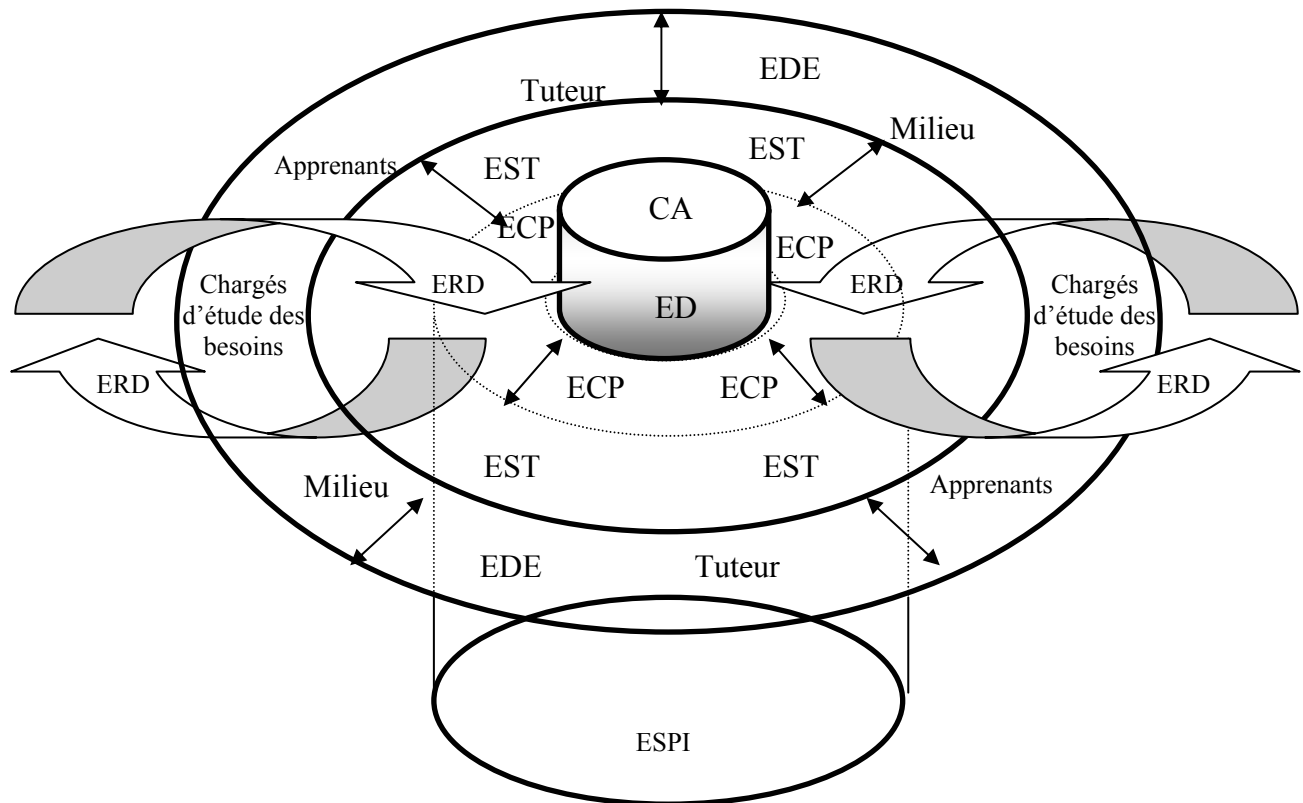 EDE
Tuteur
Milieu
EST
Apprenants
EST
CA
ECP
ECP
Chargés
d'étude des
besoins
ERD
ED
ERD
Chargés
d'étude des
besoins
ERD
ECP
ECP
ERD
EST
EST
Milieu
Apprenants
EDE
Tuteur
ESPI